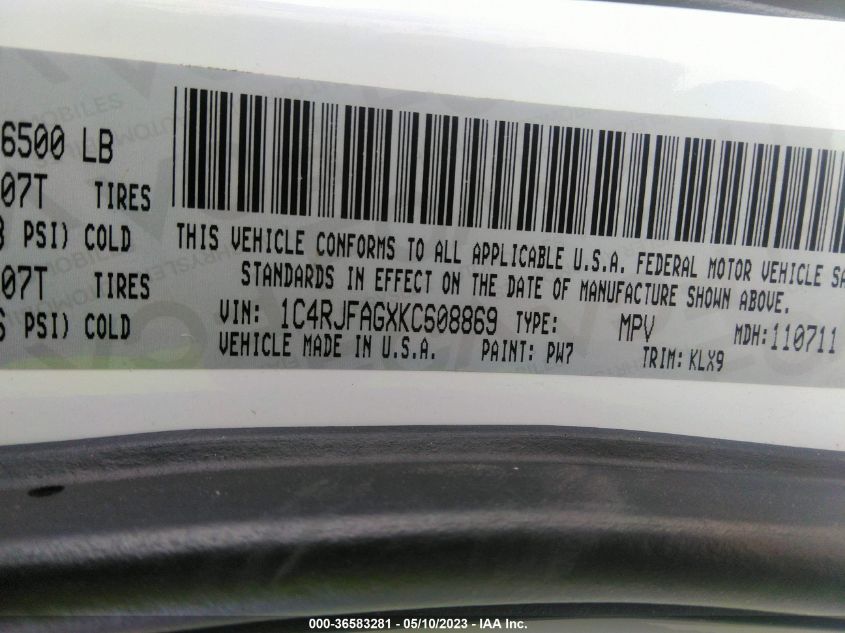 6500 LB
07T TIRES
PSI) COLD
07T TIRES
PSI) COLD
THIS VEHICLE CONFORMS TO ALL APPLICABLE U.S.A. FEDERAL MOTOR VEHICLE SA
STANDARDS IN EFFECT ON THE DATE OF MANUFACTURE SHOWN ABOVE.
VIN: 1C4RJFAGXKC608869 TYPE: MPV MDH:110711
VEHICLE MADE IN U.S.A. PAINT: PW7 TRIM: KLX9
000-36583281 - 05/10/2023 - IAA Inc.